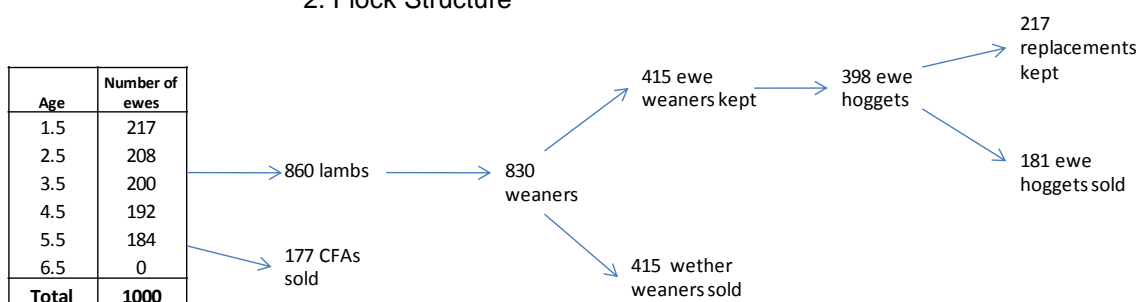 2. Flock Structure
Age Number of ewes
1.5 217
2.5 208
3.5 200
4.5 192
5.5 184
6.5 0
Total 1000
860 lambs
177 CFAs
sold
830
weaners
415 ewe
weaners kept
415 wether
weaners sold
398 ewe
hoggets
217
replacements
kept
181 ewe
hoggets sold